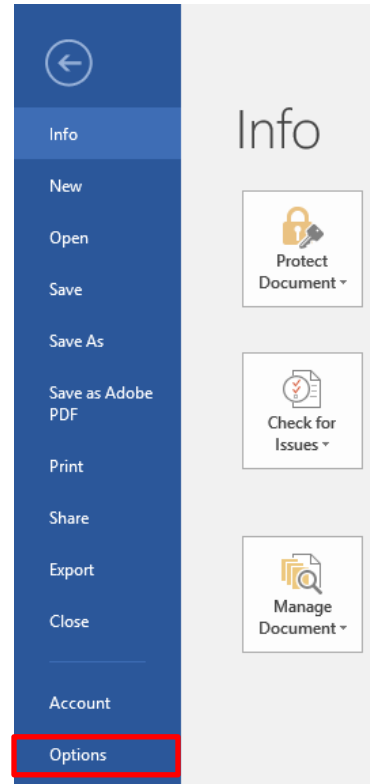 Info
Info
New
Open
Save
Save As
Save as Adobe
PDF
Print
Share
Export
Close
Account
Options
Protect
Document
Check for
Issues
Manage
Document